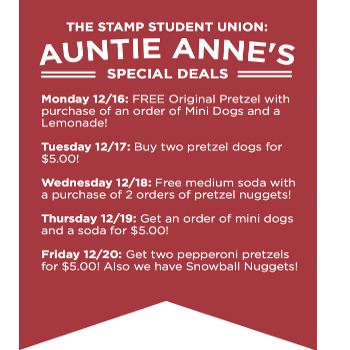 THE STAMP STUDENT UNION:
AUNTIE ANNE'S
SPECIAL DEALS
Monday 12/16: FREE Original Pretzel with
purchase of an order of Mini Dogs and a
Lemonade!
Tuesday 12/17: Buy two pretzel dogs for
$5.00!
Wednesday 12/18: Free medium soda with
a purchase of 2 orders of pretzel nuggets!
Thursday 12/19: Get an order of mini dogs
and a soda for $5.00!
Friday 12/20: Get two pepperoni pretzels
for $5.00! Also we have Snowball Nuggets!